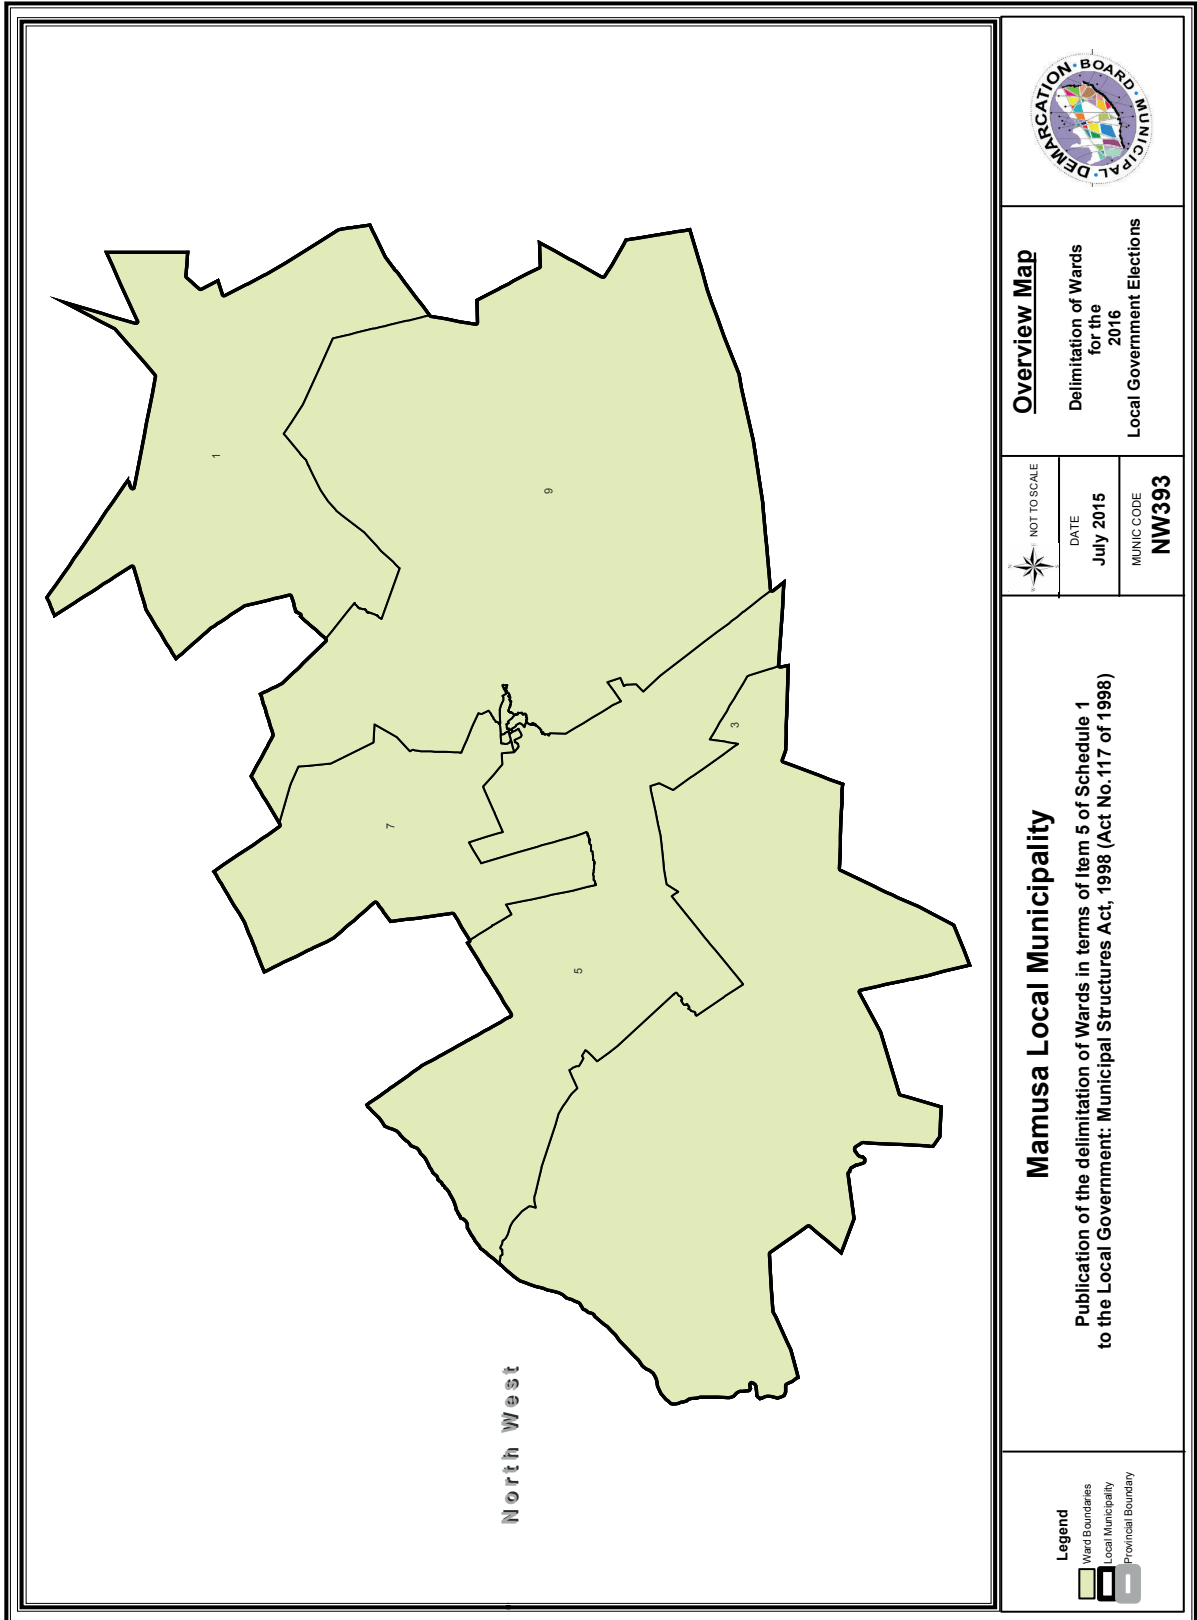 1
9
7
3
5
North West
Legend
Ward Boundaries
Local Municipality
Provincial Boundary
Mamusa Local Municipality
Publication of the delimitation of Wards in terms of Item 5 of Schedule 1
to the Local Government: Municipal Structures Act, 1998 (Act No.117 of 1998)
NOT TO SCALE
DATE
July 2015
MUNIC CODE
NW393
Overview Map
Delimitation of Wards
for the
2016
Local Government Elections
MUNICIPAL · DEMARCATION · BOARD ·